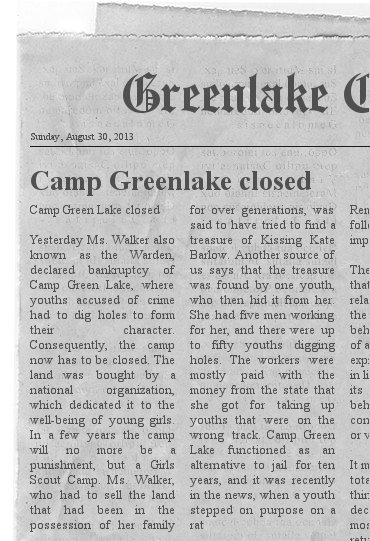 Greenlake C
Sunday, August 30, 2013
Camp Greenlake closed
Camp Green Lake closed
Yesterday Ms. Walker also
known as the Warden,
declared bankruptcy of
Camp Green Lake, where
youths accused of crime
had to dig holes to form
their character.
Consequently, the camp
now has to be closed. The
land was bought by a
national organization,
which dedicated it to the
well-being of young girls.
In a few years the camp
will no more be a
punishment, but a Girls
Scout Camp. Ms. Walker,
who had to sell the land
that had been in the
possession of her family
for over generations, was
said to have tried to find a
treasure of Kissing Kate
Barlow. Another source of
us says that the treasure
was found by one youth,
who then hid it from her.
She had five men working
for her, and there were up
to fifty youths digging
holes. The workers were
mostly paid with the
money from the state that
she got for taking up
youths that were on the
wrong track. Camp Green
Lake functioned as an
alternative to jail for ten
years, and it was recently
in the news, when a youth
stepped on purpose on a
rat
Ren
follo
imp
The
that
rela
the
beh
of a
exp
in li
its
beh
con
or v
It m
tota
thin
dec
mos